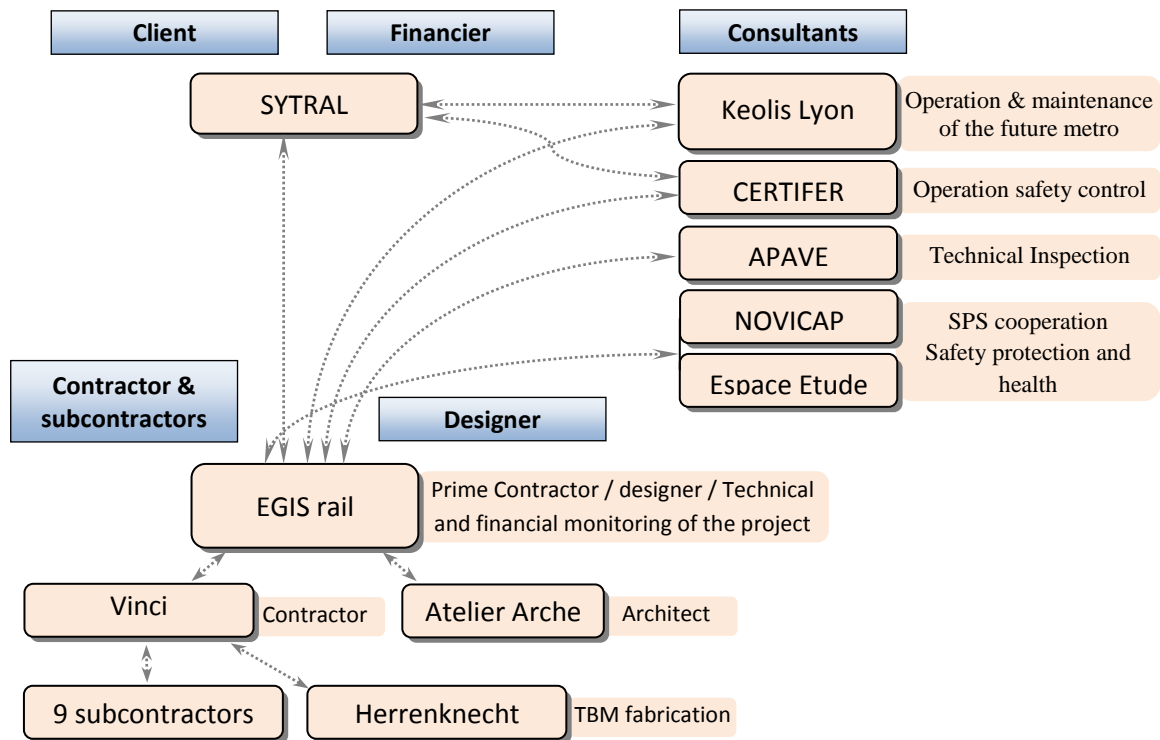 Client
Financier
Consultants
SYTRAL
Keolis Lyon
Operation & maintenance
of the future metro
CERTIFER
Operation safety control
APAVE
Technical Inspection
NOVICAP
Espace Etude
SPS cooperation
Safety protection and
health
Contractor &
subcontractors
Designer
EGIS rail
Prime Contractor / designer / Technical
and financial monitoring of the project
Vinci
Contractor
Atelier Arche
Architect
9 subcontractors
Herrenknecht
TBM fabrication